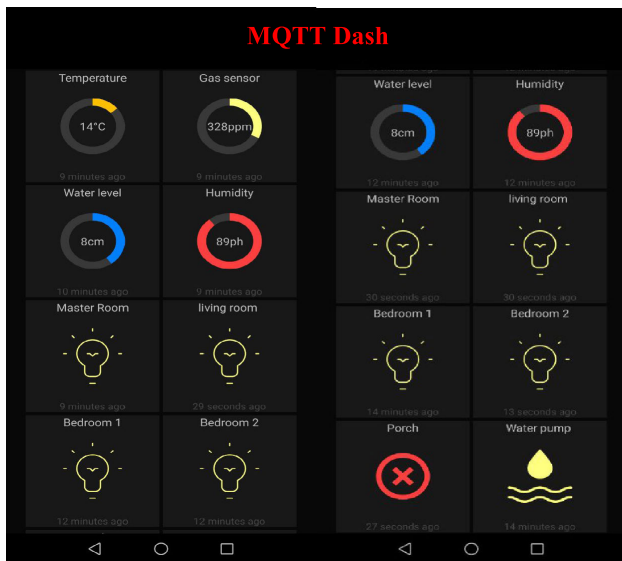 MQTT Dash
Temperature
Gas sensor
14°C
328ppm
9 minutes ago
9 minutes ago
Water level
Humidity
8cm
89ph
10 minutes ago
9 minutes ago
Master Room
living room
9 minutes ago
29 seconds ago
Bedroom 1
Bedroom 2
12 minutes ago
12 minutes ago
Water level
Humidity
8cm
89ph
12 minutes ago
12 minutes ago
Master Room
living room
30 seconds ago
30 seconds ago
Bedroom 1
Bedroom 2
14 minutes ago
13 seconds ago
Porch
Water pump
27 seconds ago
14 minutes ago